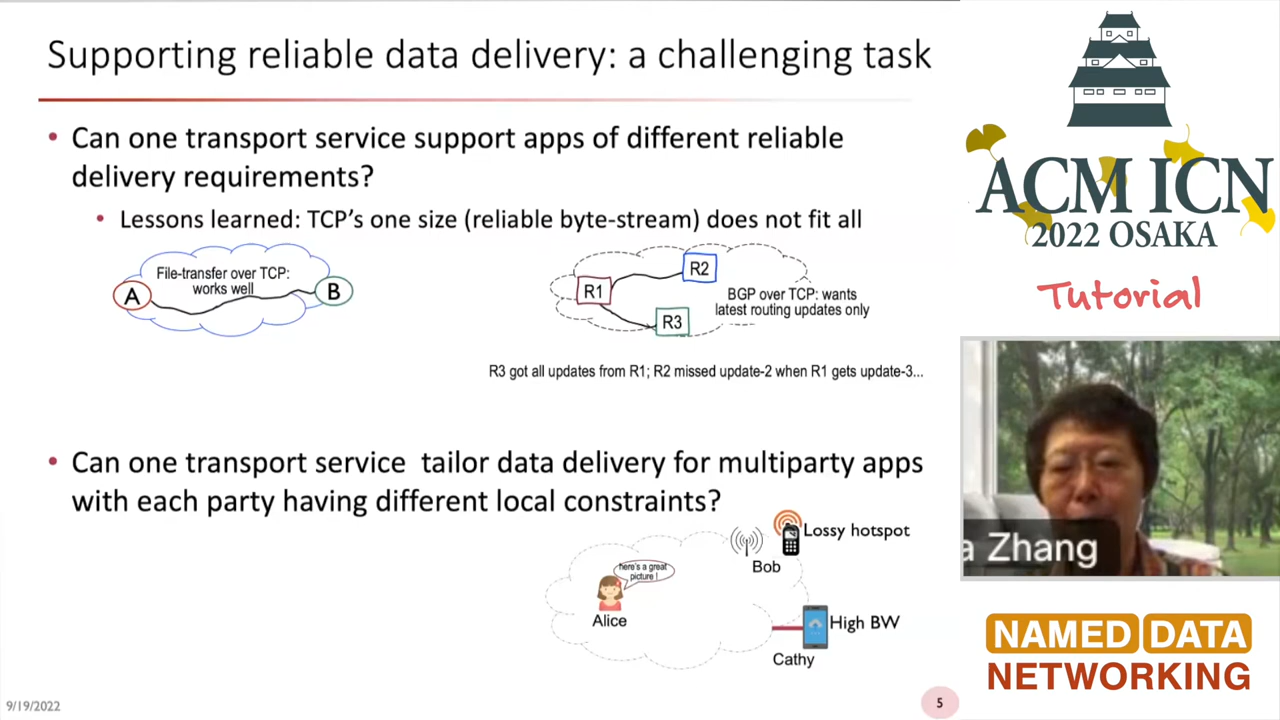 Supporting reliable data delivery: a challenging task
• Can one transport service support apps of different reliable
delivery requirements?
• Lessons learned: TCP's one size (reliable byte-stream) does not fit all
File-transfer over TCP:
works well
A
B
R1
R2
R3
BGP over TCP: wants
latest routing updates only
R3 got all updates from R1; R2 missed update-2 when R1 gets update-3...
• Can one transport service tailor data delivery for multiparty apps
with each party having different local constraints?
here's a great
picture !
Alice
Lossy hotspot
Bob
High BW
Cathy
9/19/2022
5
ACM ICN
2022 OSAKA
Tutorial
a Zhang
NAMED DATA
NETWORKING